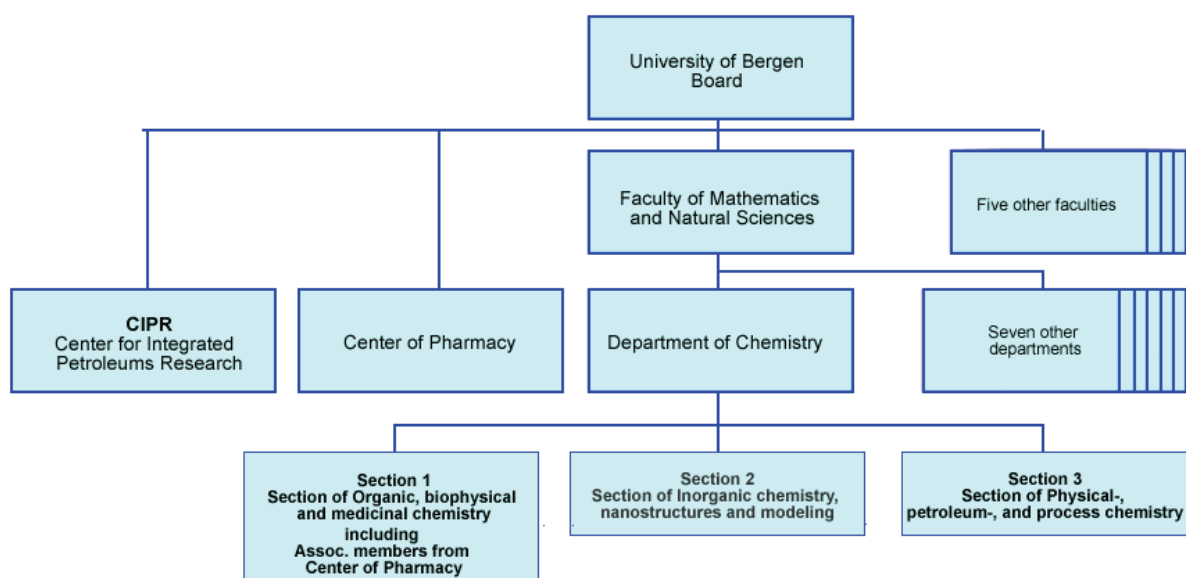 University of Bergen
Board
Faculty of Mathematics
and Natural Sciences
Five other faculties
CIPR
Center for Integrated
Petroleums Research
Center of Pharmacy
Department of Chemistry
Seven other
departments
Section 1
Section of Organic, biophysical
and medicinal chemistry
including
Assoc. members from
Center of Pharmacy
Section 2
Section of Inorganic chemistry,
nanostructures and modeling
Section 3
Section of Physical-,
petroleum-, and process chemistry